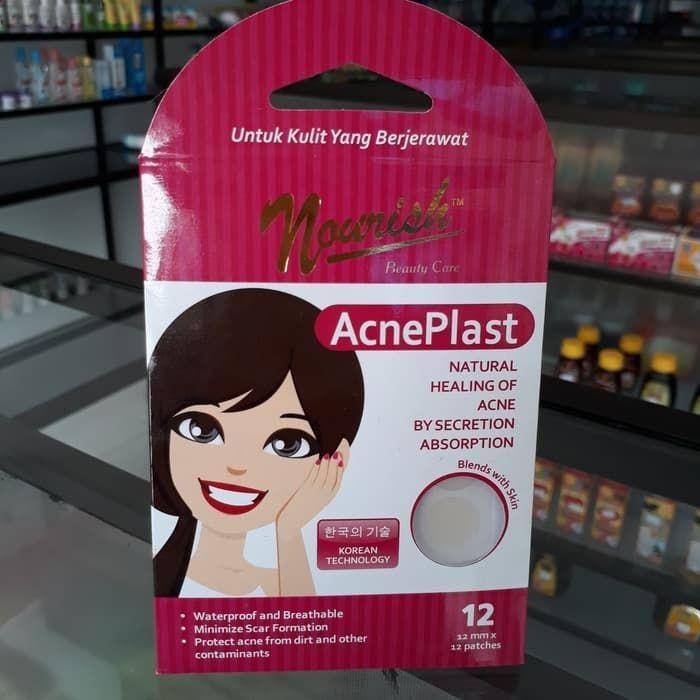 Untuk Kulit Yang Berjerawat
Nourish™
Beauty Care
AcnePlast
NATURAL
HEALING OF
ACNE
BY SECRETION
ABSORPTION
Blends with Skin
한국의 기술
KOREAN
TECHNOLOGY
• Waterproof and Breathable
• Minimize Scar Formation
• Protect acne from dirt and other
contaminants
12
12 mm x
12 patches